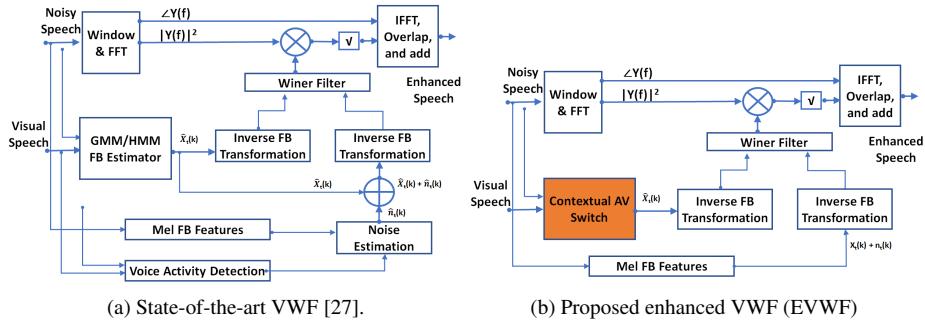 Noisy
Speech
Window
& FFT
∠Y(f)
|Y(f)|²
√
IFFT,
Overlap,
and add
Enhanced
Speech
Winer Filter
Visual
Speech
GMM/HMM
FB Estimator
X̂ₜ(k)
Inverse FB
Transformation
Inverse FB
Transformation
X̂ₜ(k)
X̂ₜ(k) + n̂ₜ(k)
n̂ₜ(k)
Mel FB Features
Noise
Estimation
Voice Activity Detection
(a) State-of-the-art VWF [27].
Noisy
Speech
Window
& FFT
∠Y(f)
|Y(f)|²
√
IFFT,
Overlap,
and add
Enhanced
Speech
Winer Filter
Visual
Speech
Contextual AV
Switch
X̂ₜ(k)
Inverse FB
Transformation
Inverse FB
Transformation
Xₜ(k) + nₜ(k)
Mel FB Features
(b) Proposed enhanced VWF (EVWF)